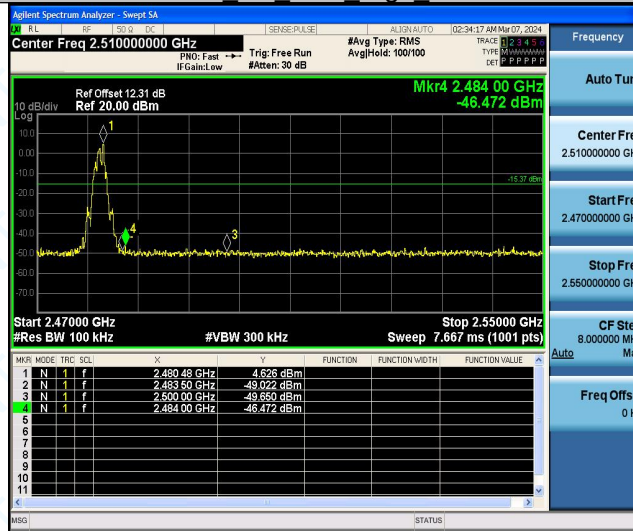 Agilent Spectrum Analyzer - Swept SA
RL RF 50 Ω DC SENSE:PULSE ALIGN AUTO 02:34:17 AM Mar 07, 2024
Center Freq 2.510000000 GHz
PNO: Fast
IFGain:Low
Trig: Free Run
#Atten: 30 dB
#Avg Type: RMS
Avg|Hold: 100/100
TRACE 1 2 3 4 5 6
TYPE M
DET P P P P P P
Ref Offset 12.31 dB
Ref 20.00 dBm
10 dB/div
Log
Mkr4 2.484 00 GHz
-46.472 dBm
10.0
0.00
-10.0
-20.0
-30.0
-40.0
-50.0
-60.0
-70.0
1
4
3
-15.37 dBm
Start 2.47000 GHz Stop 2.55000 GHz
#Res BW 100 kHz #VBW 300 kHz Sweep 7.667 ms (1001 pts)
MKR MODE TRC SCL X Y FUNCTION FUNCTION WIDTH FUNCTION VALUE
1 N 1 f 2.480 48 GHz 4.626 dBm
2 N 1 f 2.483 50 GHz -49.022 dBm
3 N 1 f 2.500 00 GHz -49.650 dBm
4 N 1 f 2.484 00 GHz -46.472 dBm
5
6
7
8
9
10
11
MSG STATUS
Frequency
Auto Tun
Center Fre
2.510000000 GH
Start Fre
2.470000000 GH
Stop Fre
2.550000000 GH
CF Ste
8.000000 MH
Auto Ma
Freq Offs
0 H